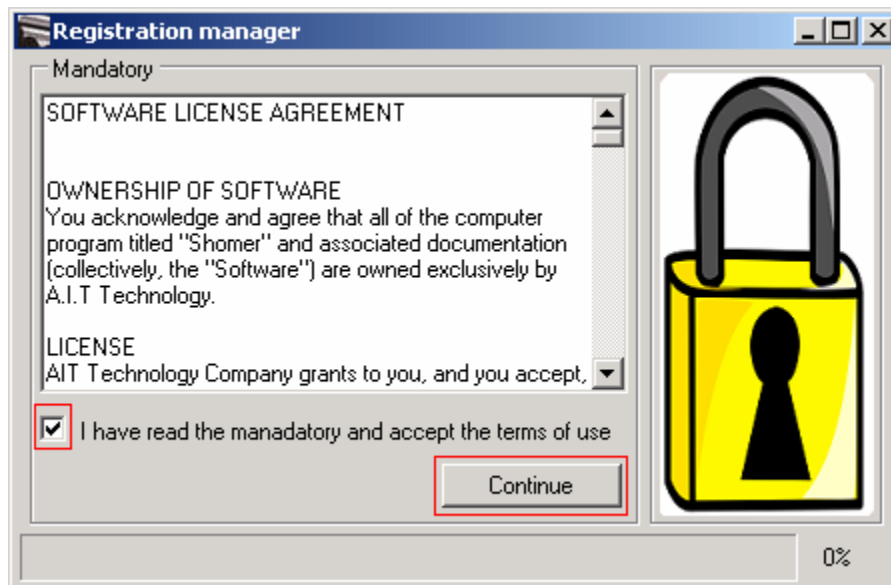 Registration manager
Mandatory
SOFTWARE LICENSE AGREEMENT
OWNERSHIP OF SOFTWARE
You acknowledge and agree that all of the computer
program titled "Shomer" and associated documentation
(collectively, the "Software") are owned exclusively by
A.I.T Technology.
LICENSE
AIT Technology Company grants to you, and you accept,
I have read the manadatory and accept the terms of use
Continue
0%